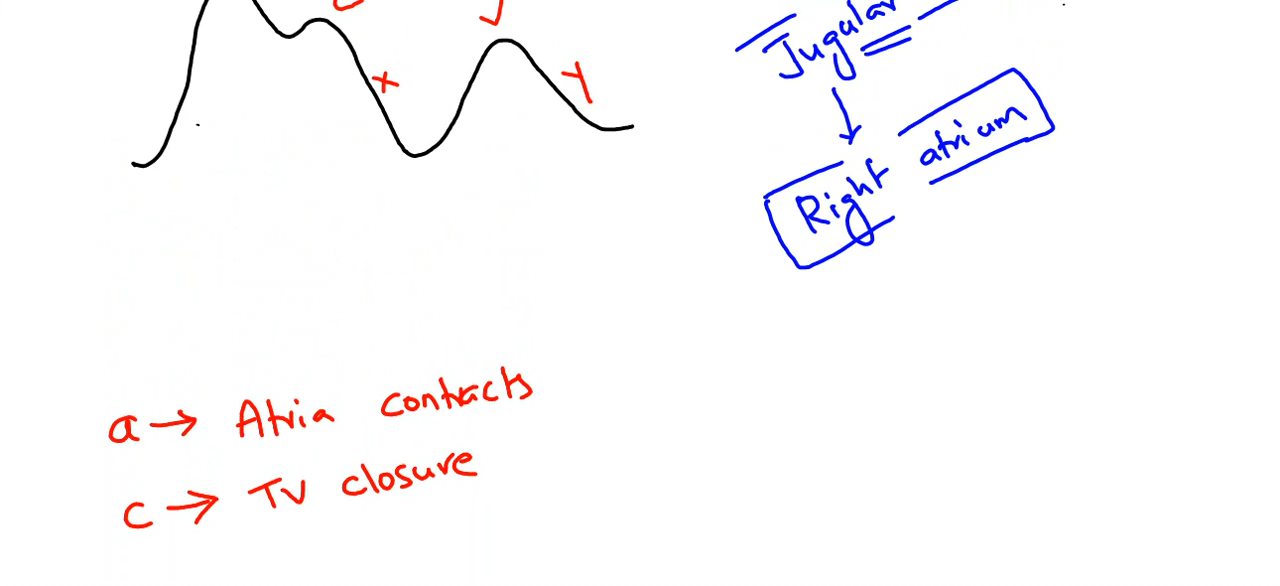 x
y
Jugular
Right atrium
a → Atria contracts
c → TV closure